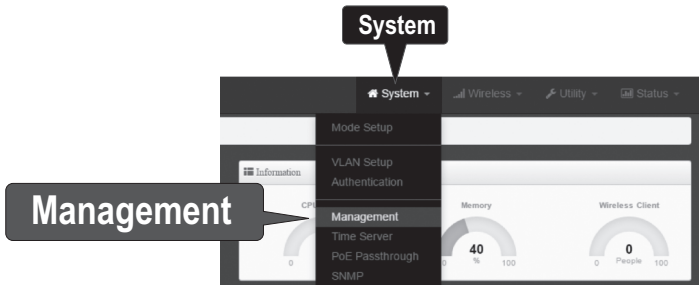 System
System Wireless Utility Status
Mode Setup
VLAN Setup
Information
Authentication
Management
CPU
Management
Memory
Wireless Client
Time Server
PoE Passthrough
SNMP
0
40
%
0 100
0
People
0 100